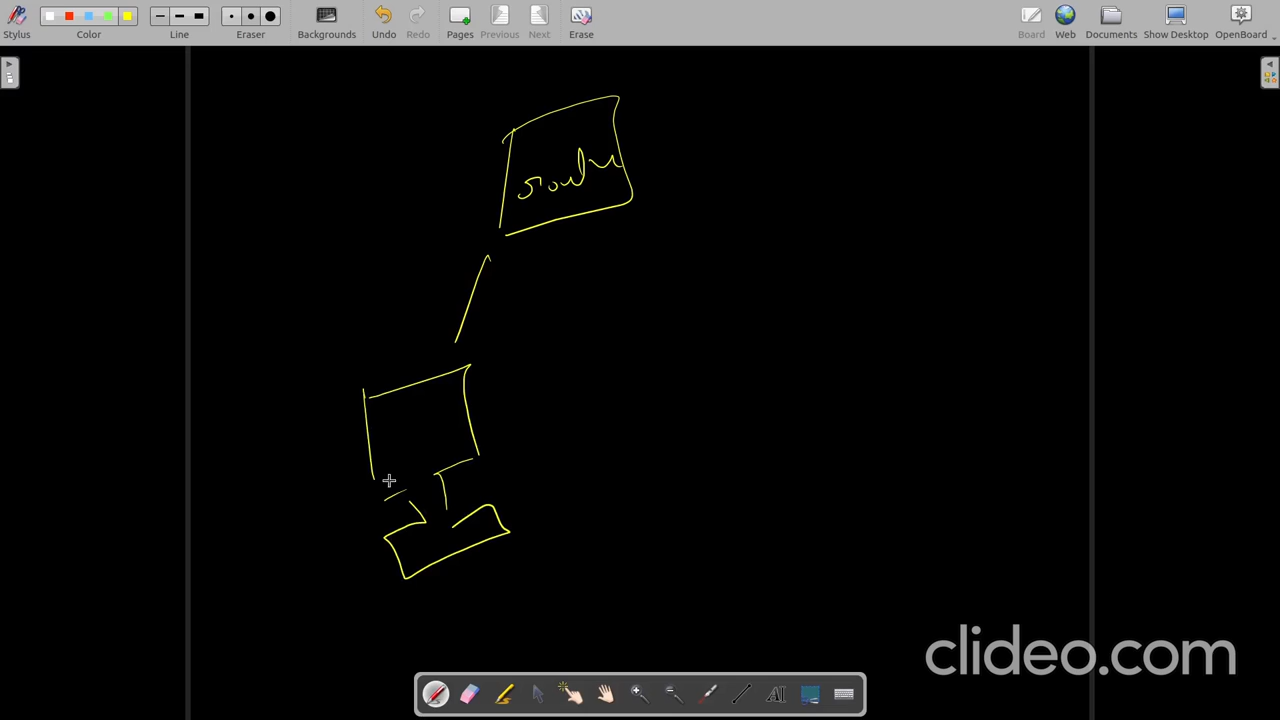 Stylus Color Line Eraser Backgrounds Undo Redo Pages Previous Next Erase Board Web Documents Show Desktop OpenBoard
AI
clideo.com